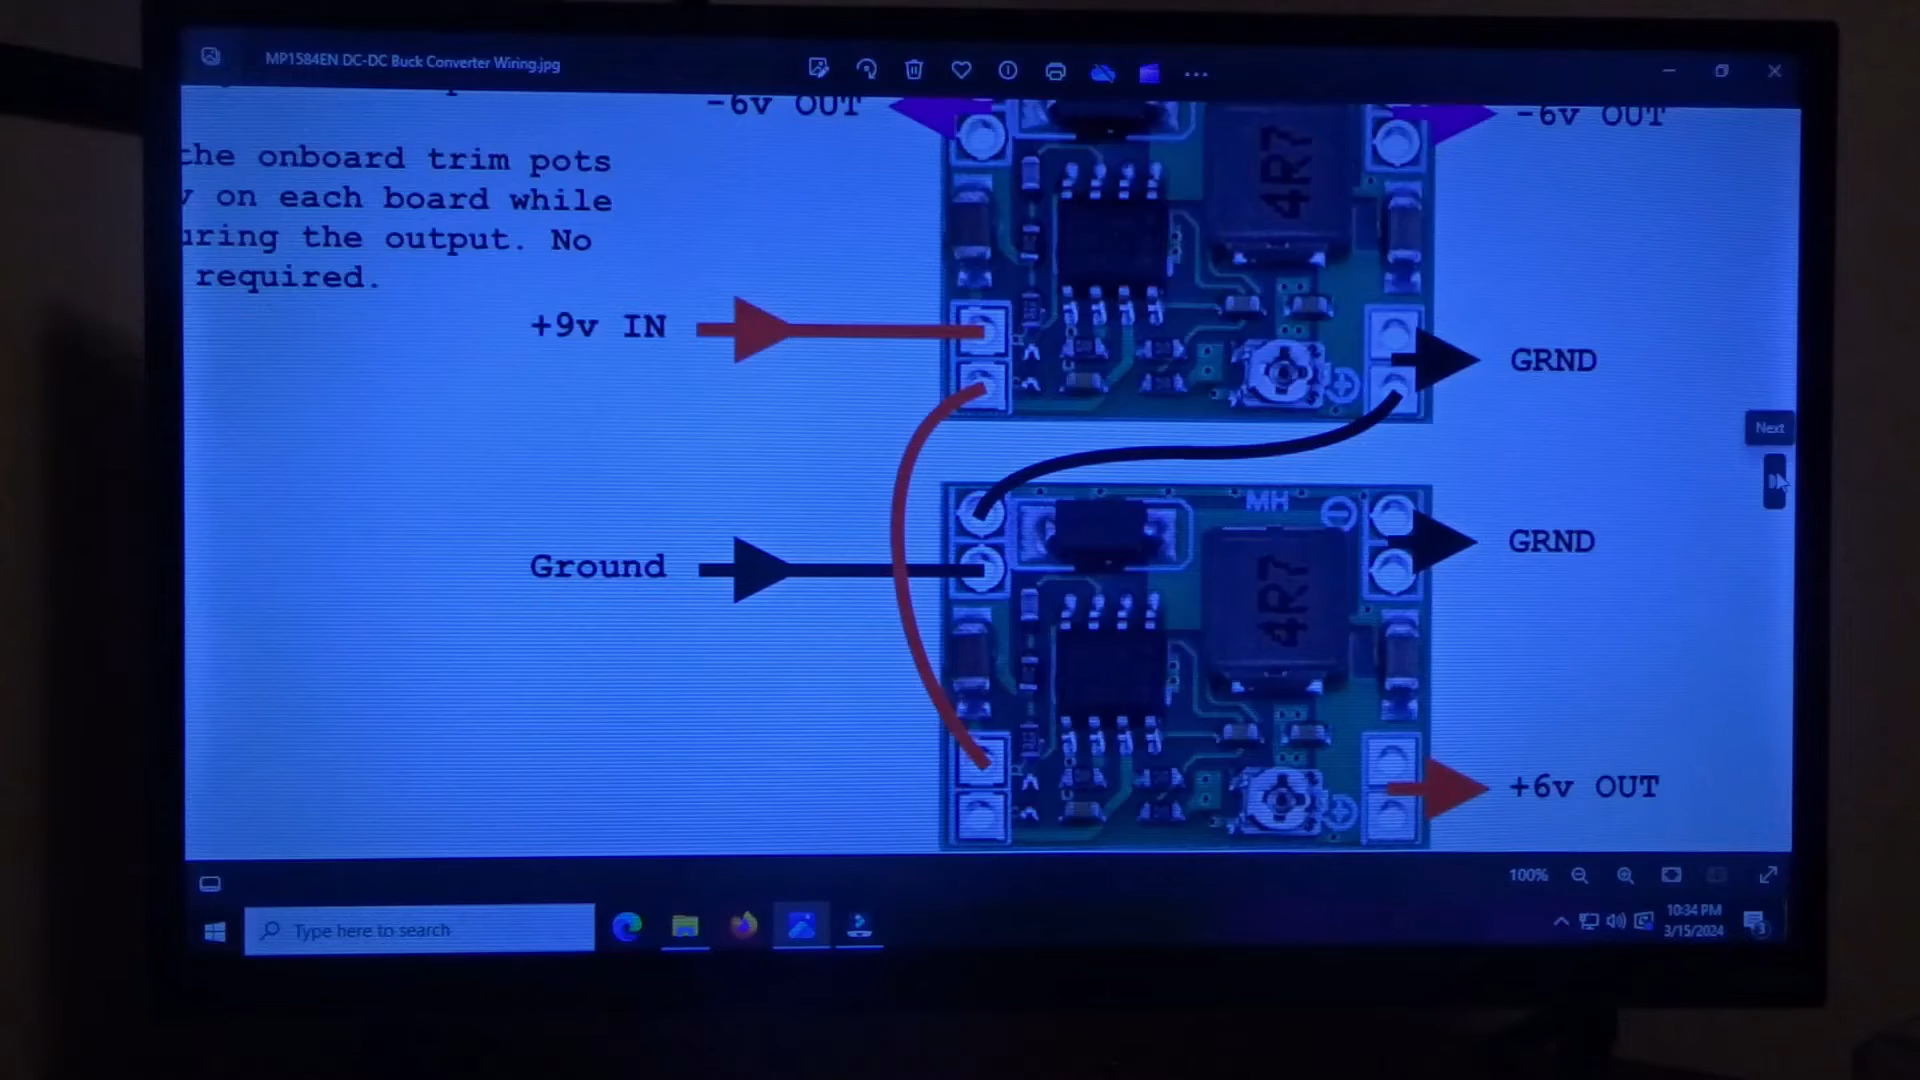 MP1584EN DC-DC Buck Converter Wiring.jpg
-6v OUT
-6v OUT
the onboard trim pots
on each board while
uring the output. No
required.
4R7
+9v IN
GRND
Next
MH
Ground
GRND
4R7
+6v OUT
100%
Type here to search
10:34 PM
3/15/2024
3